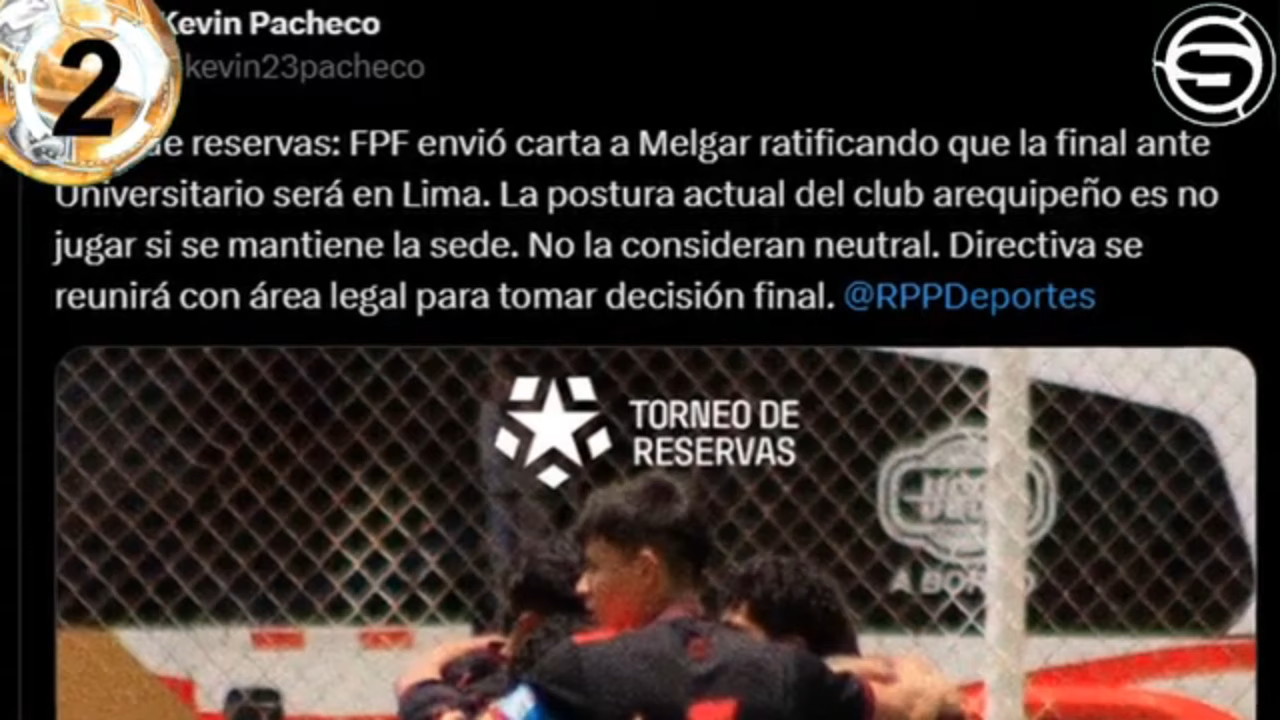 2
Kevin Pacheco
kevin23pacheco
de reservas: FPF envió carta a Melgar ratificando que la final ante
Universitario será en Lima. La postura actual del club arequipeño es no
jugar si se mantiene la sede. No la consideran neutral. Directiva se
reunirá con área legal para tomar decisión final. @RPPDeportes
TORNEO DE
RESERVAS
A BORDO